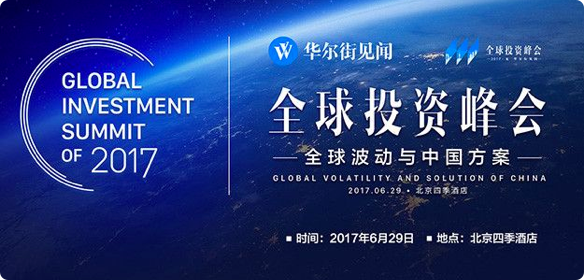 GLOBAL
INVESTMENT
SUMMIT
OF 2017
W 华尔街见闻
全球投资峰会
全球投资峰会
全球波动与中国方案
GLOBAL VOLATILITY AND SOLUTION OF CHINA
2017.06.29 • 北京四季酒店
■ 时间：2017年6月29日 ■ 地点：北京四季酒店